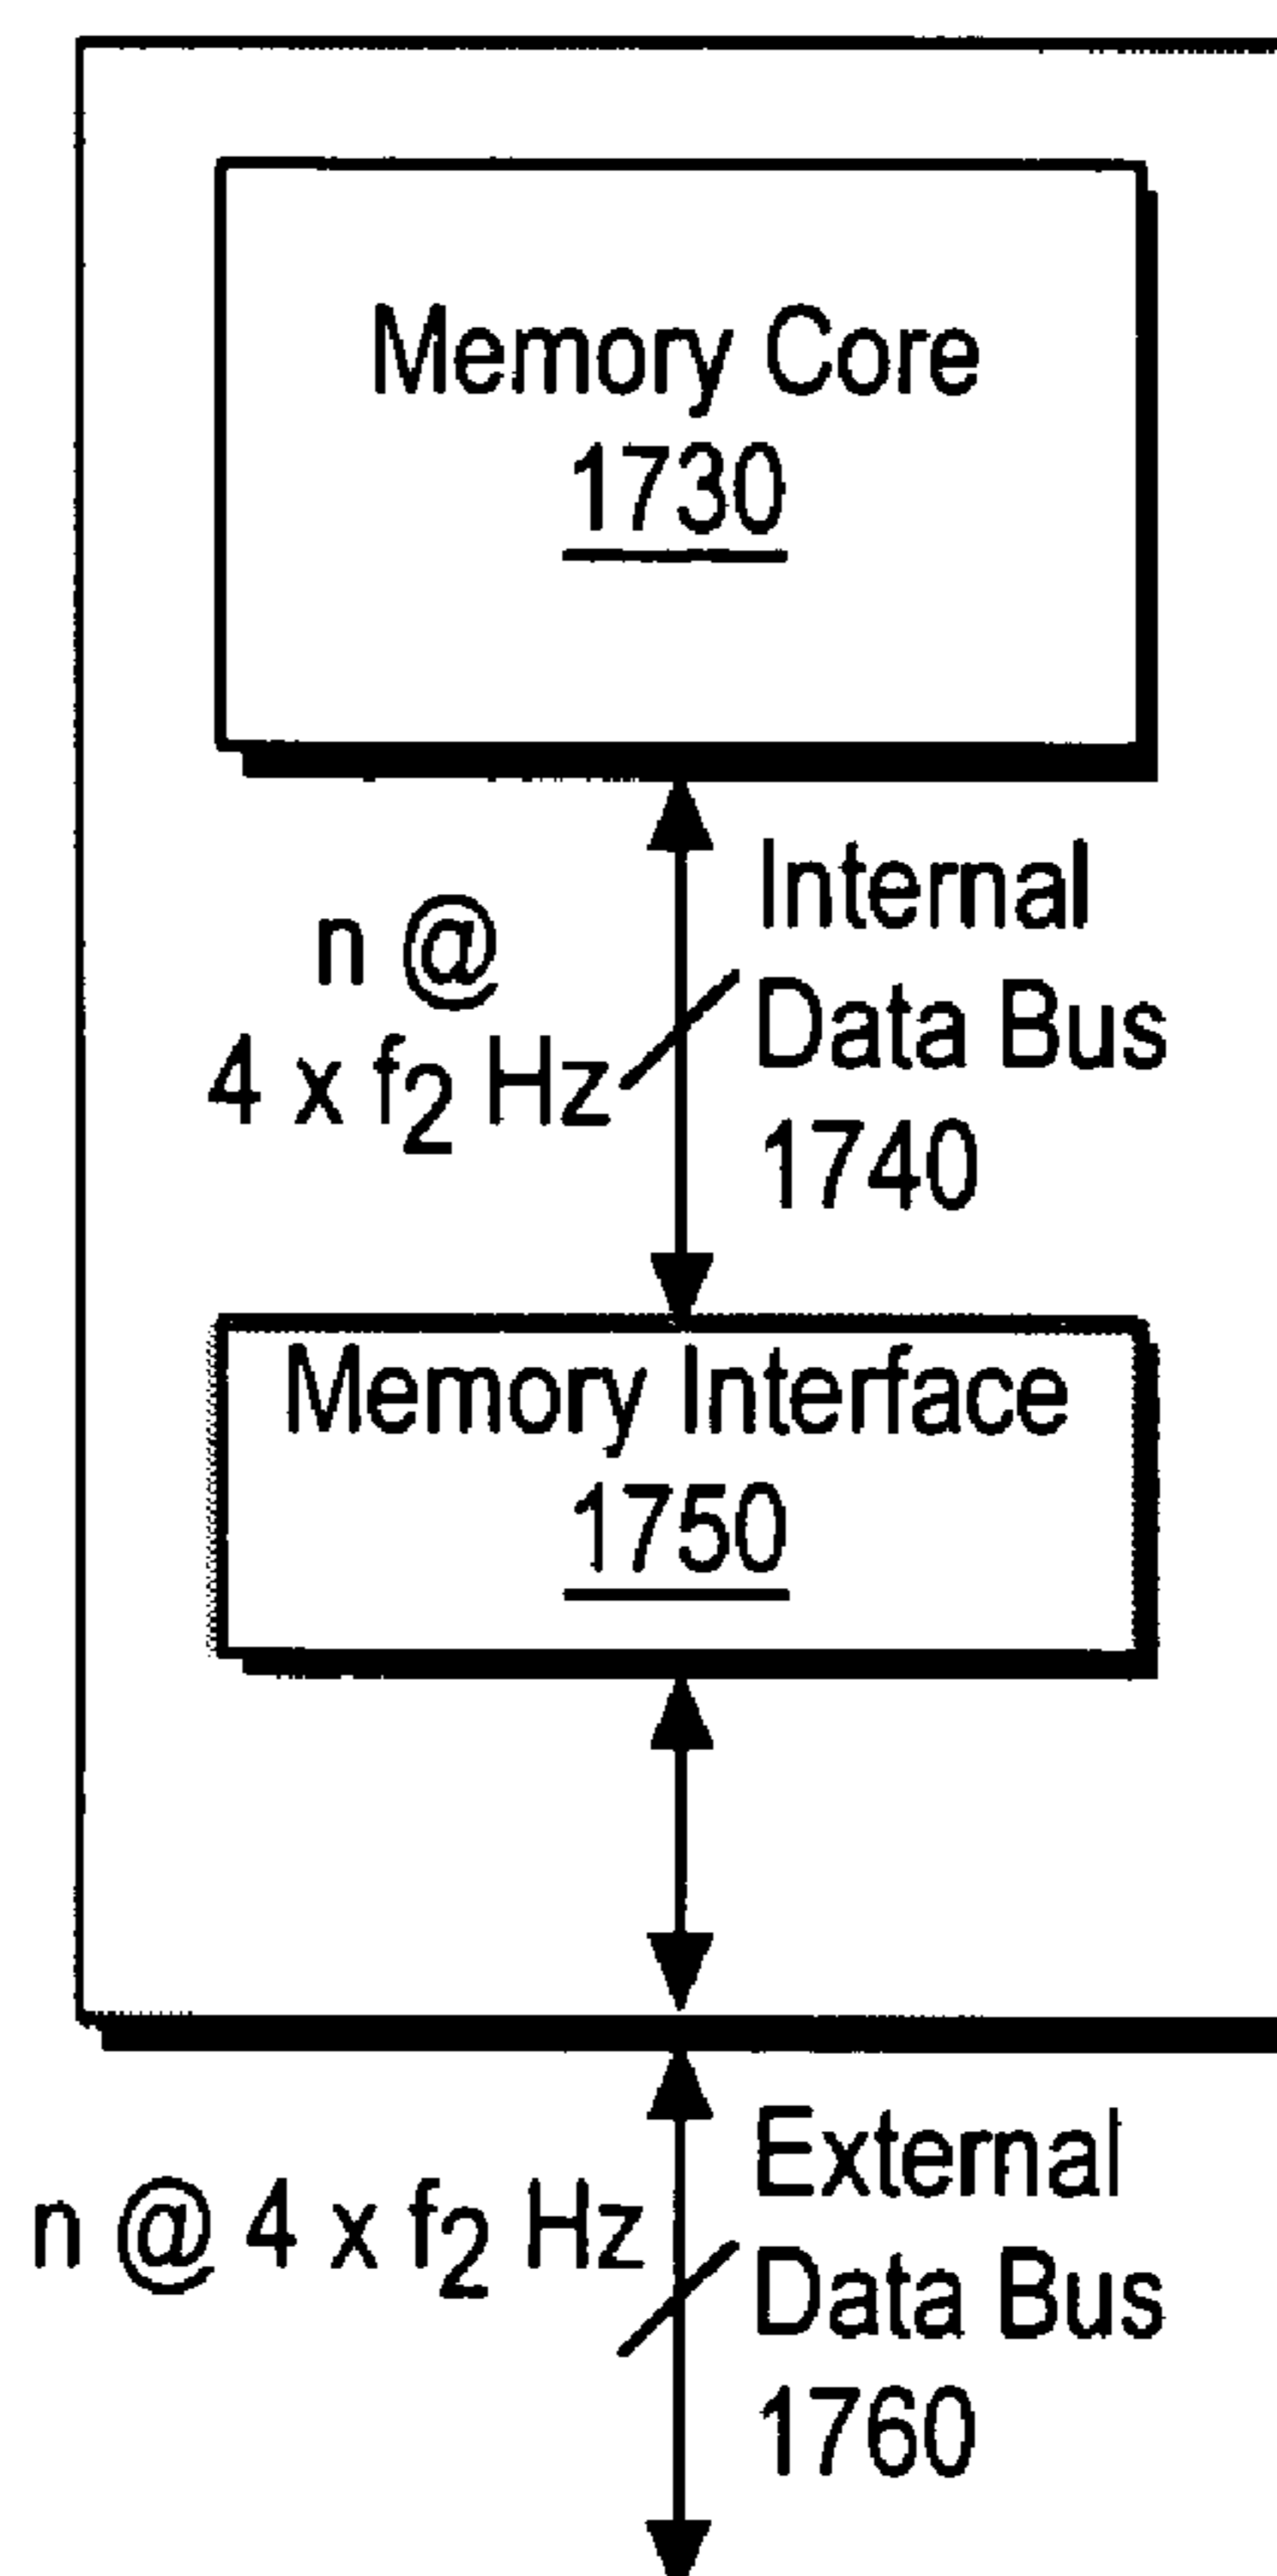 Memory Core
1730
n @
4 x f2 Hz
Internal
Data Bus
1740
Memory Interface
1750
n @ 4 x f2 Hz
External
Data Bus
1760